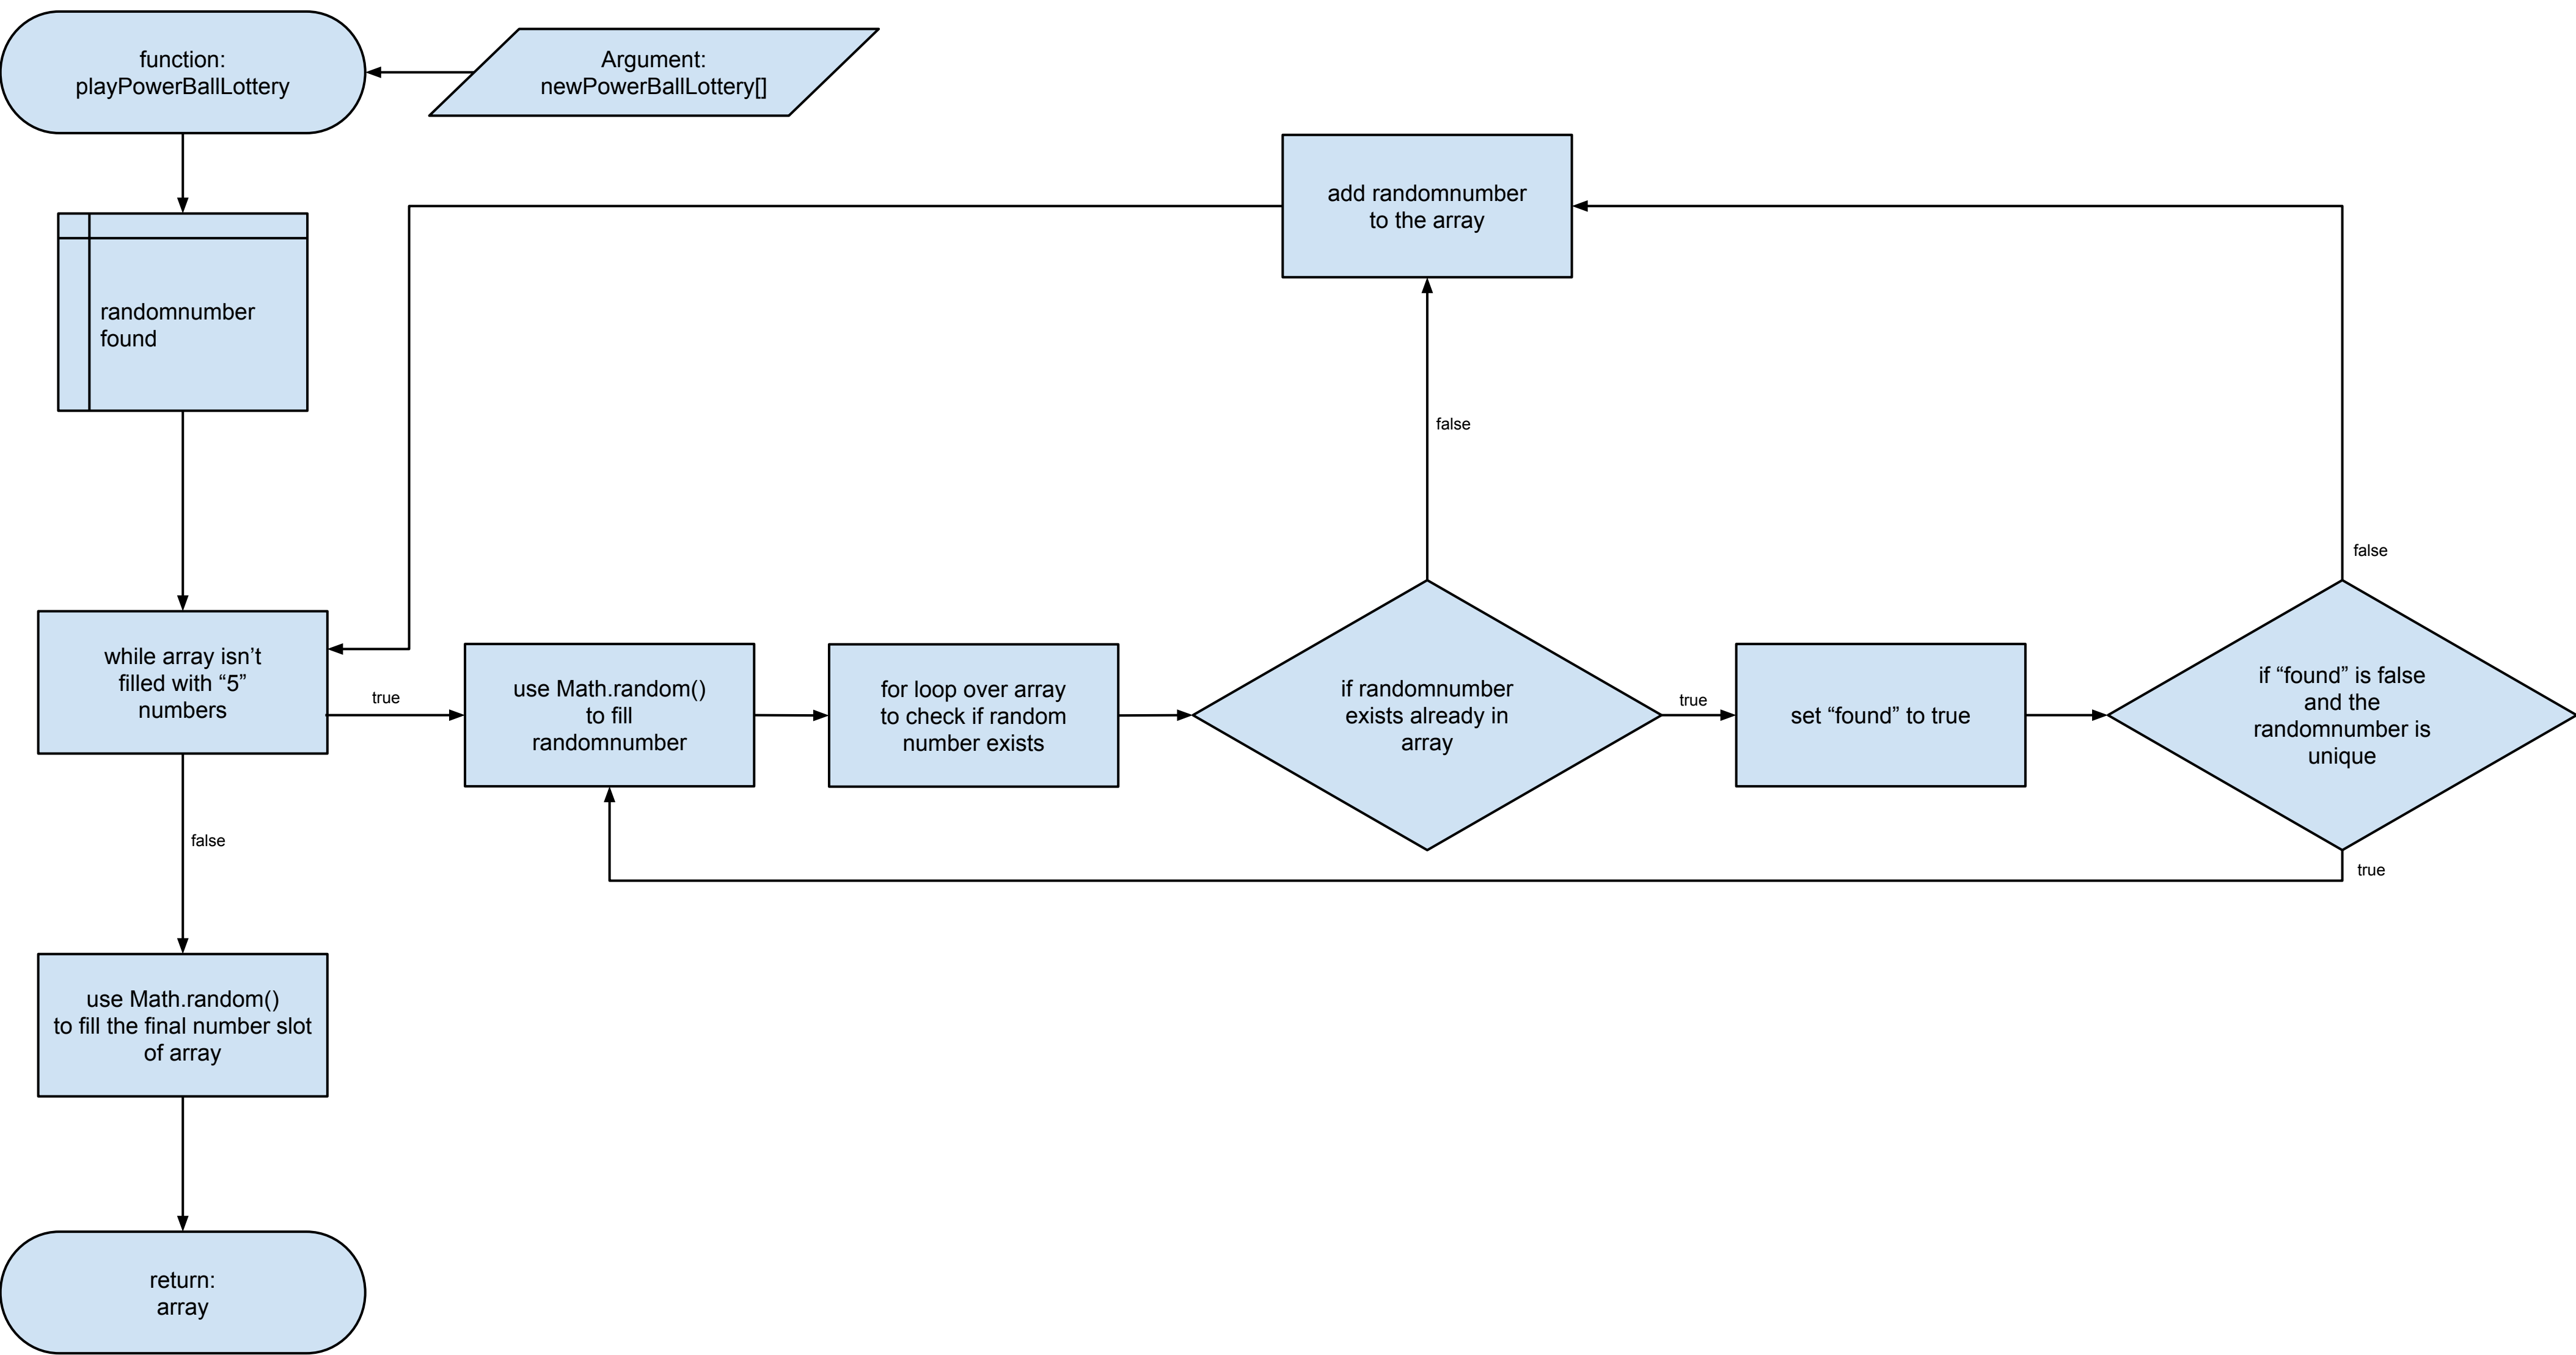 function:
playPowerBallLottery
Argument:
newPowerBallLottery[]
add randomnumber
to the array
randomnumber
found
false
false
while array isn’t
filled with “5”
numbers
true
use Math.random()
to fill
randomnumber
for loop over array
to check if random
number exists
if randomnumber
exists already in
array
true
set “found” to true
if “found” is false
and the
randomnumber is
unique
false
true
use Math.random()
to fill the final number slot
of array
return:
array